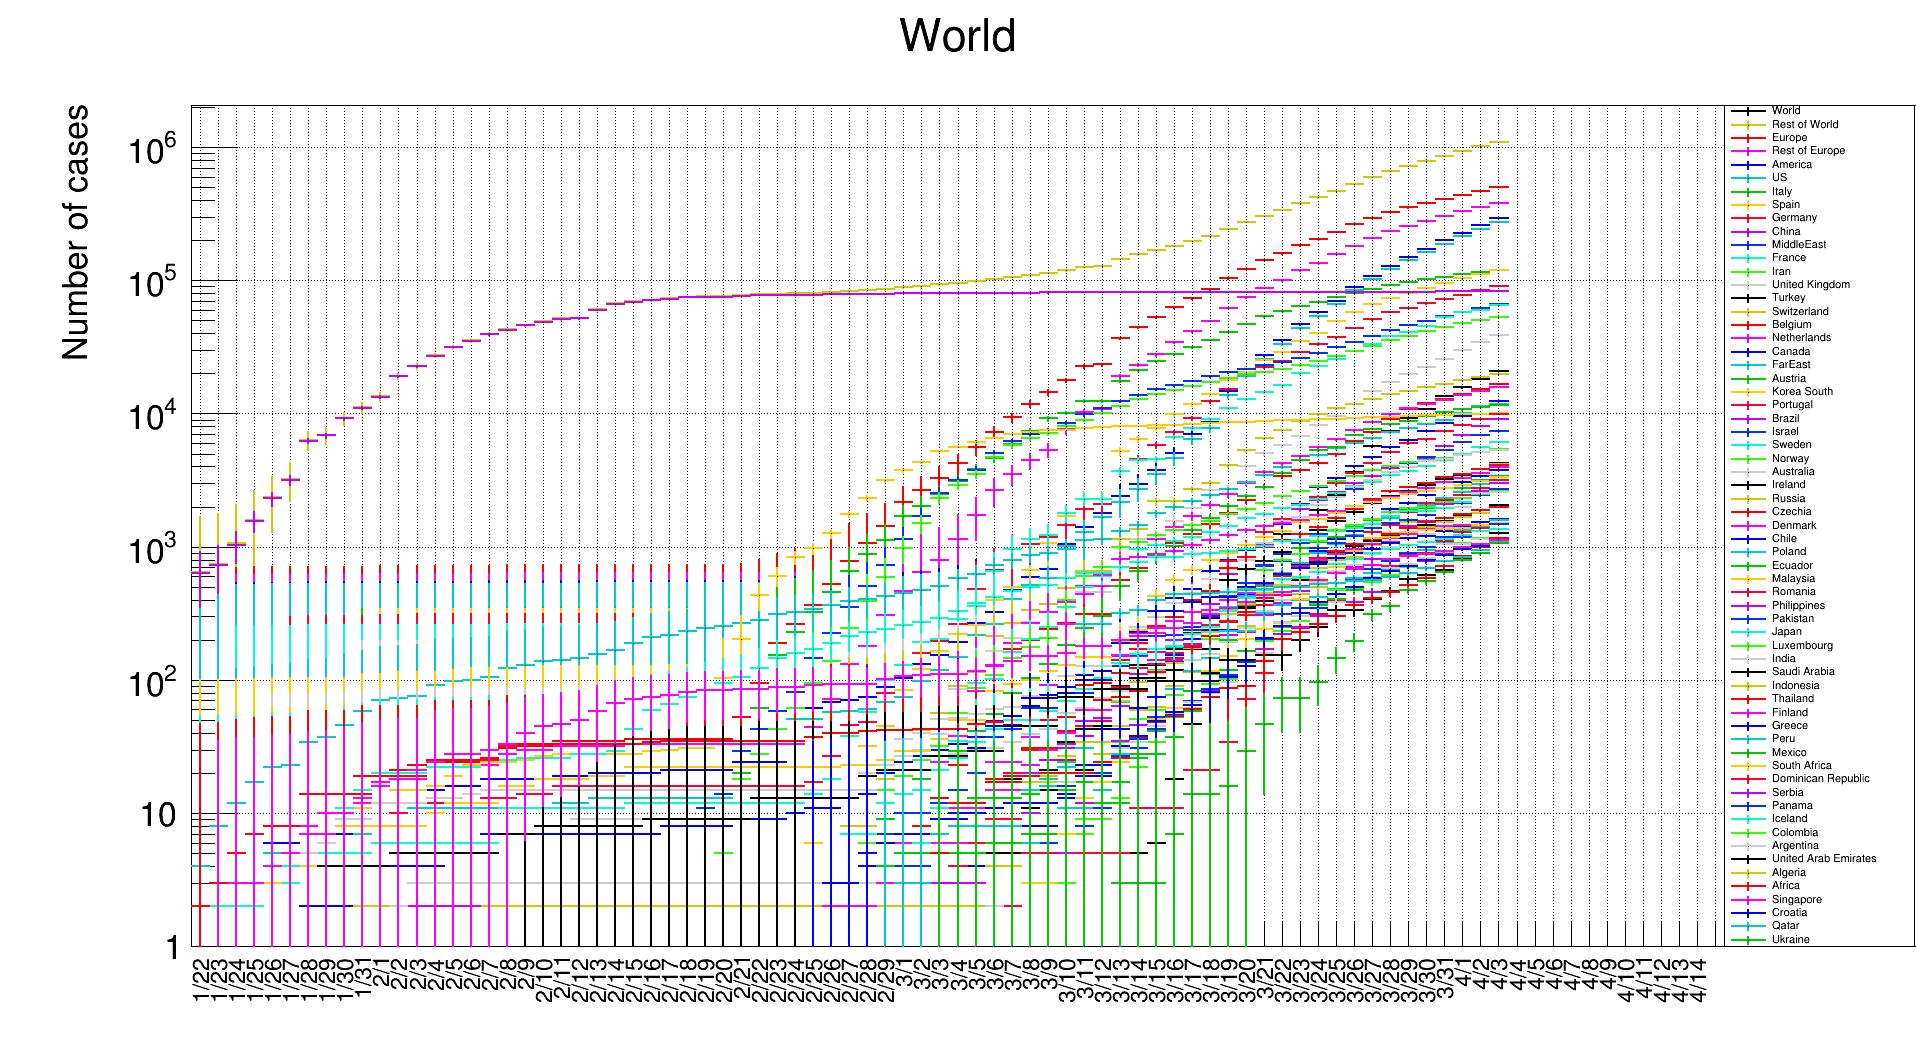 World
Number of cases
10^6
10^5
10^4
10^3
10^2
10
1
1/22 1/23 1/24 1/25 1/26 1/27 1/28 1/29 1/30 1/31 2/1 2/2 2/3 2/4 2/5 2/6 2/7 2/8 2/9 2/10 2/11 2/12 2/13 2/14 2/15 2/16 2/17 2/18 2/19 2/20 2/21 2/22 2/23 2/24 2/25 2/26 2/27 2/28 2/29 3/1 3/2 3/3 3/4 3/5 3/6 3/7 3/8 3/9 3/10 3/11 3/12 3/13 3/14 3/15 3/16 3/17 3/18 3/19 3/20 3/21 3/22 3/23 3/24 3/25 3/26 3/27 3/28 3/29 3/30 3/31 4/1 4/2 4/3 4/4 4/5 4/6 4/7 4/8 4/9 4/10 4/11 4/12 4/13 4/14
World
Rest of World
Europe
Rest of Europe
America
US
Italy
Spain
Germany
China
MiddleEast
France
Iran
United Kingdom
Turkey
Switzerland
Belgium
Netherlands
Canada
FarEast
Austria
Korea South
Portugal
Brazil
Israel
Sweden
Norway
Australia
Ireland
Russia
Czechia
Denmark
Chile
Poland
Ecuador
Malaysia
Romania
Philippines
Pakistan
Japan
Luxembourg
India
Saudi Arabia
Indonesia
Thailand
Finland
Greece
Peru
Mexico
South Africa
Dominican Republic
Serbia
Panama
Iceland
Colombia
Argentina
United Arab Emirates
Algeria
Africa
Singapore
Croatia
Qatar
Ukraine